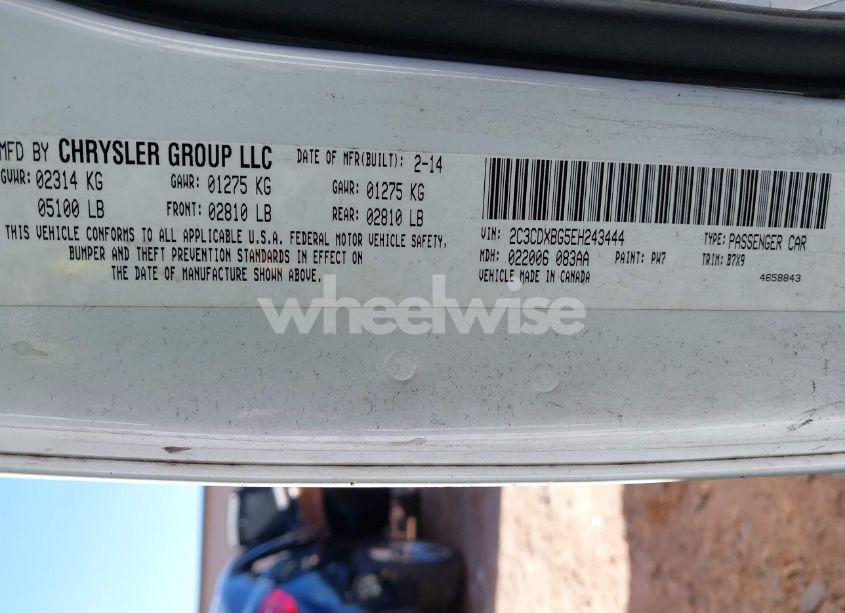 MFD BY CHRYSLER GROUP LLC DATE OF MFR(BUILT): 2-14
GVWR: 02314 KG GAWR: 01275 KG GAWR: 01275 KG
05100 LB FRONT: 02810 LB REAR: 02810 LB
THIS VEHICLE CONFORMS TO ALL APPLICABLE U.S.A. FEDERAL MOTOR VEHICLE SAFETY,
BUMPER AND THEFT PREVENTION STANDARDS IN EFFECT ON
THE DATE OF MANUFACTURE SHOWN ABOVE.
VIN: 2C3CDXBG5EH243444 TYPE: PASSENGER CAR
MDH: 022006 083AA PAINT: PW7 TRIM: B7X9
VEHICLE MADE IN CANADA 4658843
wheelwise